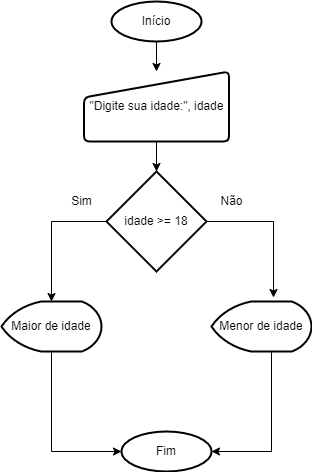 Início
"Digite sua idade:", idade
Sim
Não
idade >= 18
Maior de idade
Menor de idade
Fim